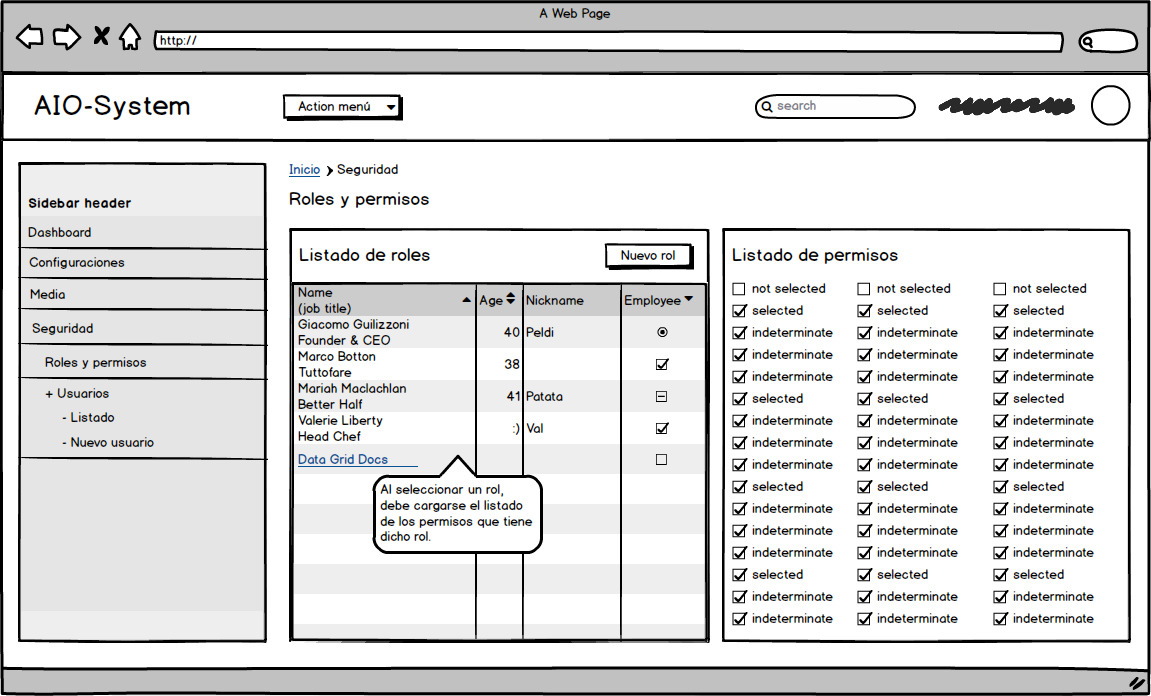 A Web Page
http://
AIO-System
Action menú
search
Sidebar header
Dashboard
Configuraciones
Media
Seguridad
Roles y permisos
+ Usuarios
- Listado
- Nuevo usuario
Inicio
Seguridad
Roles y permisos
Listado de roles
Nuevo rol
Name
(job title)
Age
Nickname
Employee
Giacomo Guilizzoni
Founder & CEO
40
Peldi
Marco Botton
Tuttofare
38
Mariah Maclachlan
Better Half
41
Patata
Valerie Liberty
Head Chef
:)
Val
Data Grid Docs
Al seleccionar un rol,
debe cargarse el listado
de los permisos que tiene
dicho rol.
Listado de permisos
not selected not selected not selected
selected selected selected
indeterminate indeterminate indeterminate
indeterminate indeterminate indeterminate
indeterminate indeterminate indeterminate
selected selected selected
indeterminate indeterminate indeterminate
indeterminate indeterminate indeterminate
indeterminate indeterminate indeterminate
selected selected selected
indeterminate indeterminate indeterminate
indeterminate indeterminate indeterminate
indeterminate indeterminate indeterminate
selected selected selected
indeterminate indeterminate indeterminate
indeterminate indeterminate indeterminate